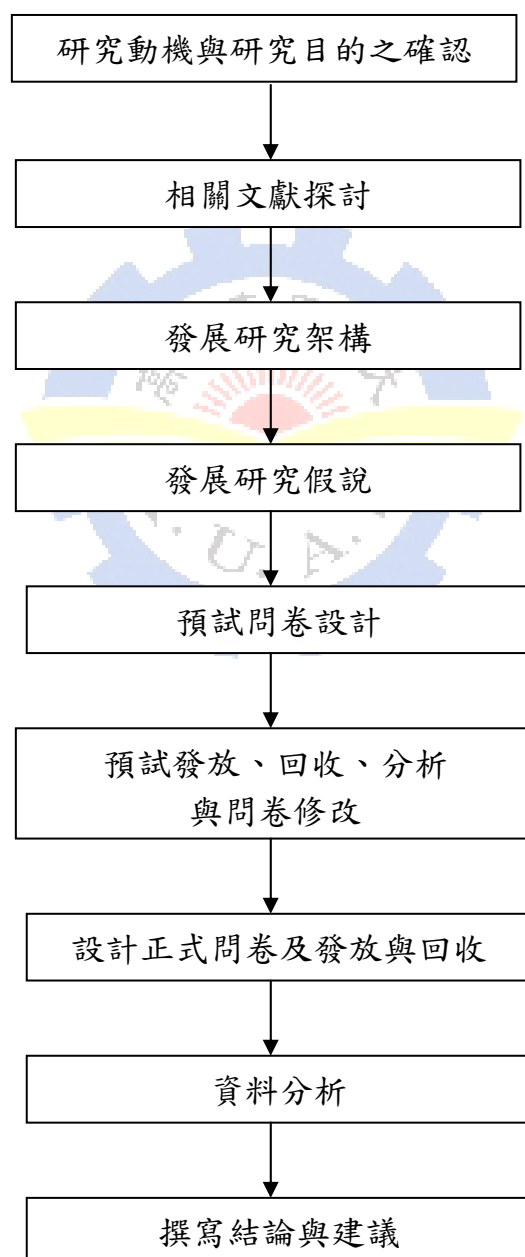 研究動機與研究目的之確認
相關文獻探討
發展研究架構
發展研究假說
預試問卷設計
預試發放、回收、分析
與問卷修改
設計正式問卷及發放與回收
資料分析
撰寫結論與建議